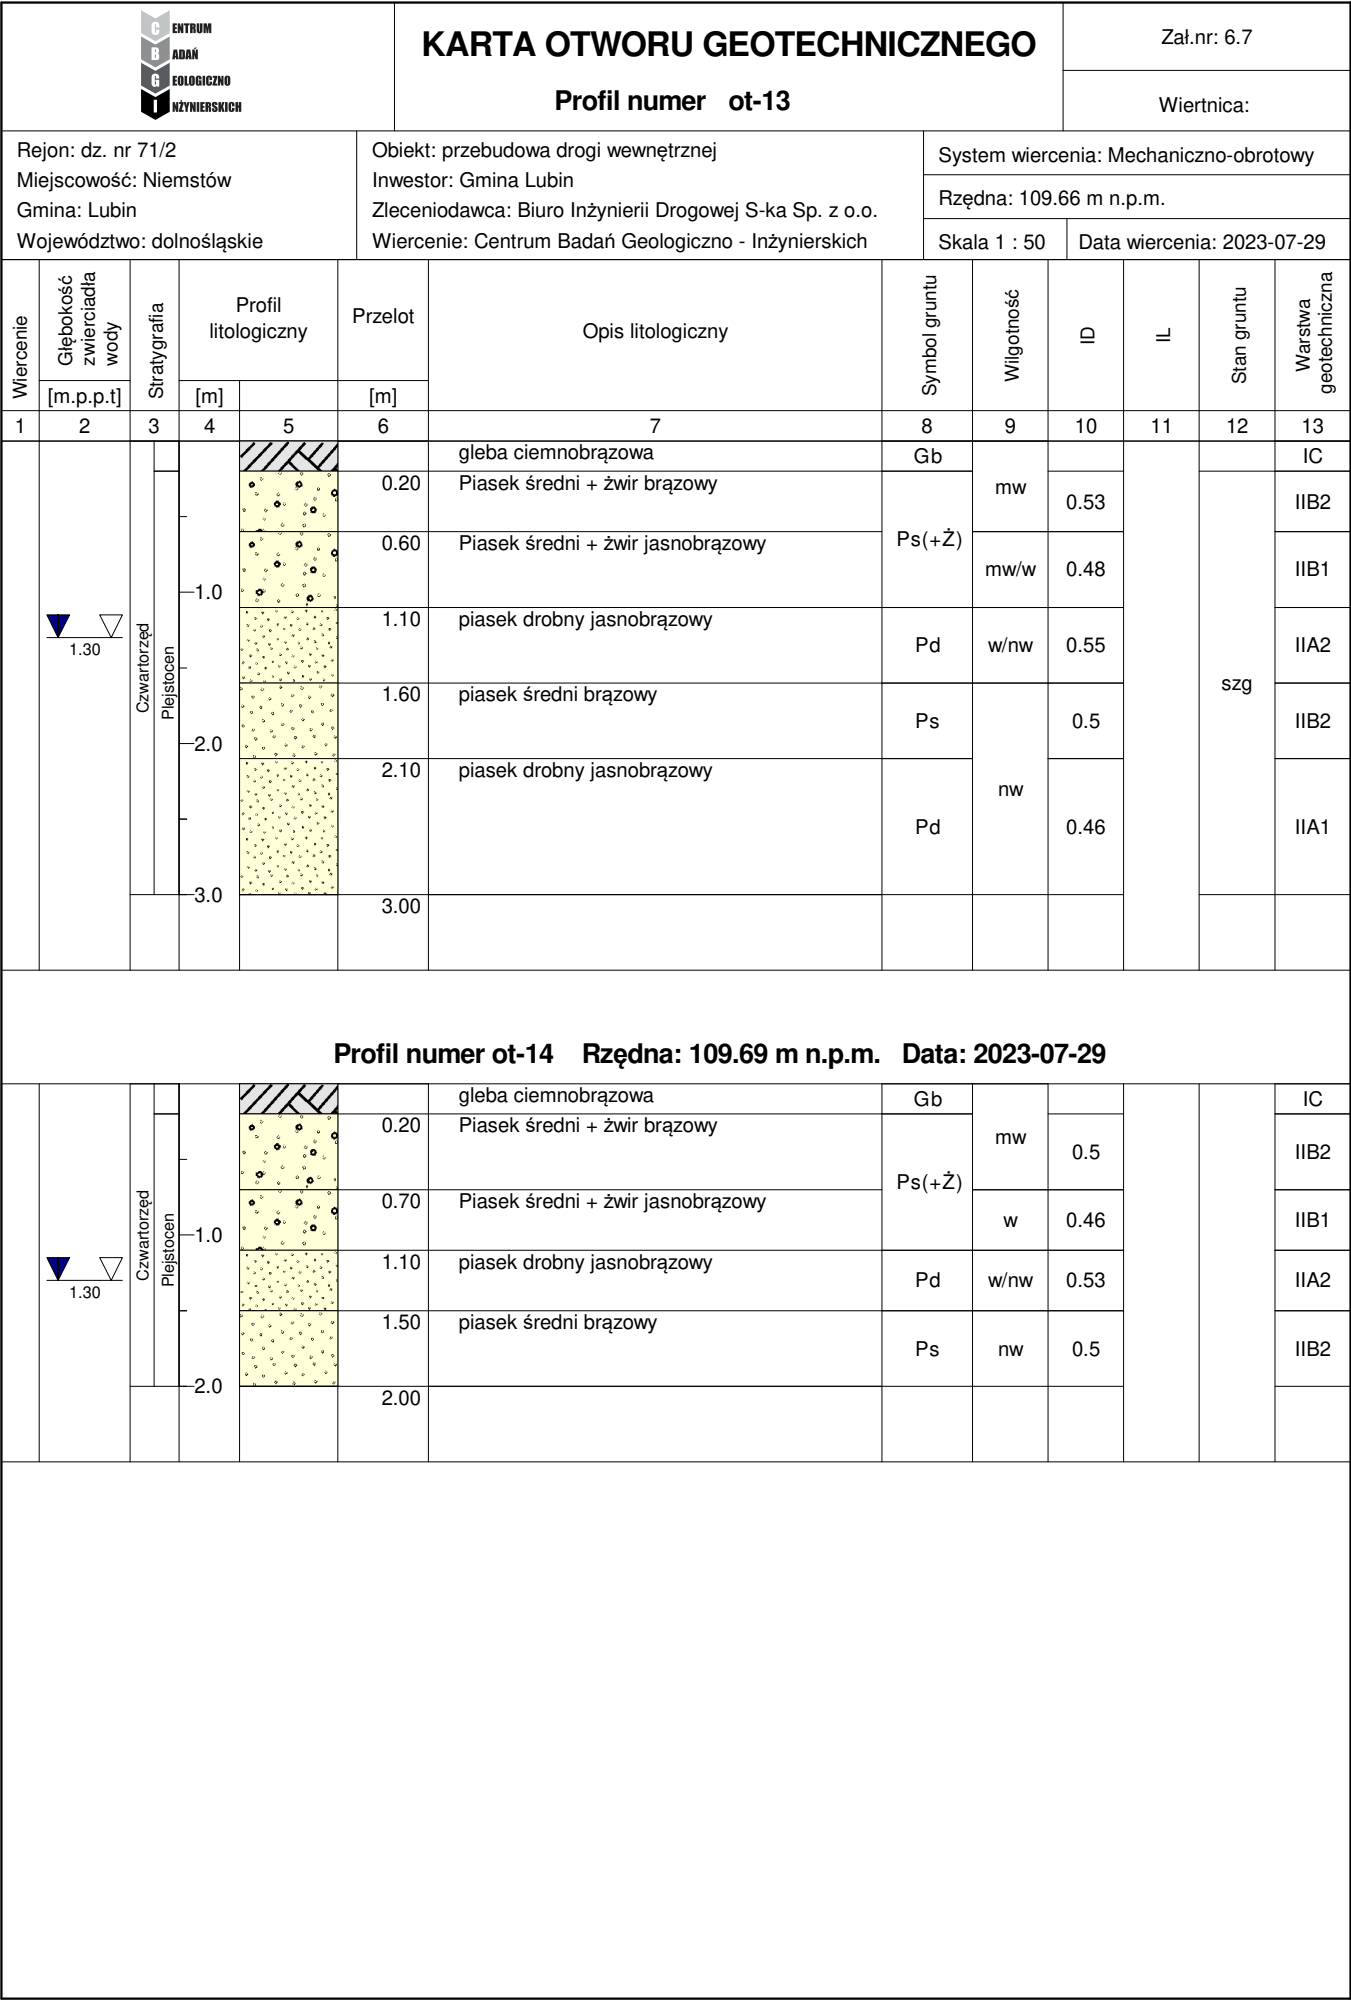 CENTRUM
BADAŃ
GEOLOGICZNO
INŻYNIERSKICH
KARTA OTWORU GEOTECHNICZNEGO
Profil numer ot-13
Zał.nr: 6.7
Wiertnica:
Rejon: dz. nr 71/2
Miejscowość: Niemstów
Gmina: Lubin
Województwo: dolnośląskie
Obiekt: przebudowa drogi wewnętrznej
Inwestor: Gmina Lubin
Zleceniodawca: Biuro Inżynierii Drogowej S-ka Sp. z o.o.
Wiercenie: Centrum Badań Geologiczno - Inżynierskich
System wiercenia: Mechaniczno-obrotowy
Rzędna: 109.66 m n.p.m.
Skala 1 : 50 Data wiercenia: 2023-07-29
Wiercenie
Głębokość
zwierciadła
wody
[m.p.p.t]
Stratygrafia
Profil
litologiczny
[m]
Przelot
[m]
Opis litologiczny
Symbol gruntu
Wilgotność
ID
IL
Stan gruntu
Warstwa
geotechniczna
1 2 3 4 5 6 7 8 9 10 11 12 13
gleba ciemnobrązowa Gb IC
0.20 Piasek średni + żwir brązowy mw 0.53 IIB2
Ps(+Ż)
0.60 Piasek średni + żwir jasnobrązowy mw/w 0.48 IIB1
1.0
1.10 piasek drobny jasnobrązowy Pd w/nw 0.55 IIA2
1.30
Czwartorzęd
Plejstocen
szg
1.60 piasek średni brązowy Ps 0.5 IIB2
2.0
2.10 piasek drobny jasnobrązowy
nw
Pd 0.46 IIA1
3.0
3.00
Profil numer ot-14 Rzędna: 109.69 m n.p.m. Data: 2023-07-29
gleba ciemnobrązowa Gb IC
0.20 Piasek średni + żwir brązowy mw 0.5 IIB2
Ps(+Ż)
0.70 Piasek średni + żwir jasnobrązowy w 0.46 IIB1
1.0
Czwartorzęd
Plejstocen
1.10 piasek drobny jasnobrązowy Pd w/nw 0.53 IIA2
1.30
1.50 piasek średni brązowy Ps nw 0.5 IIB2
2.0
2.00